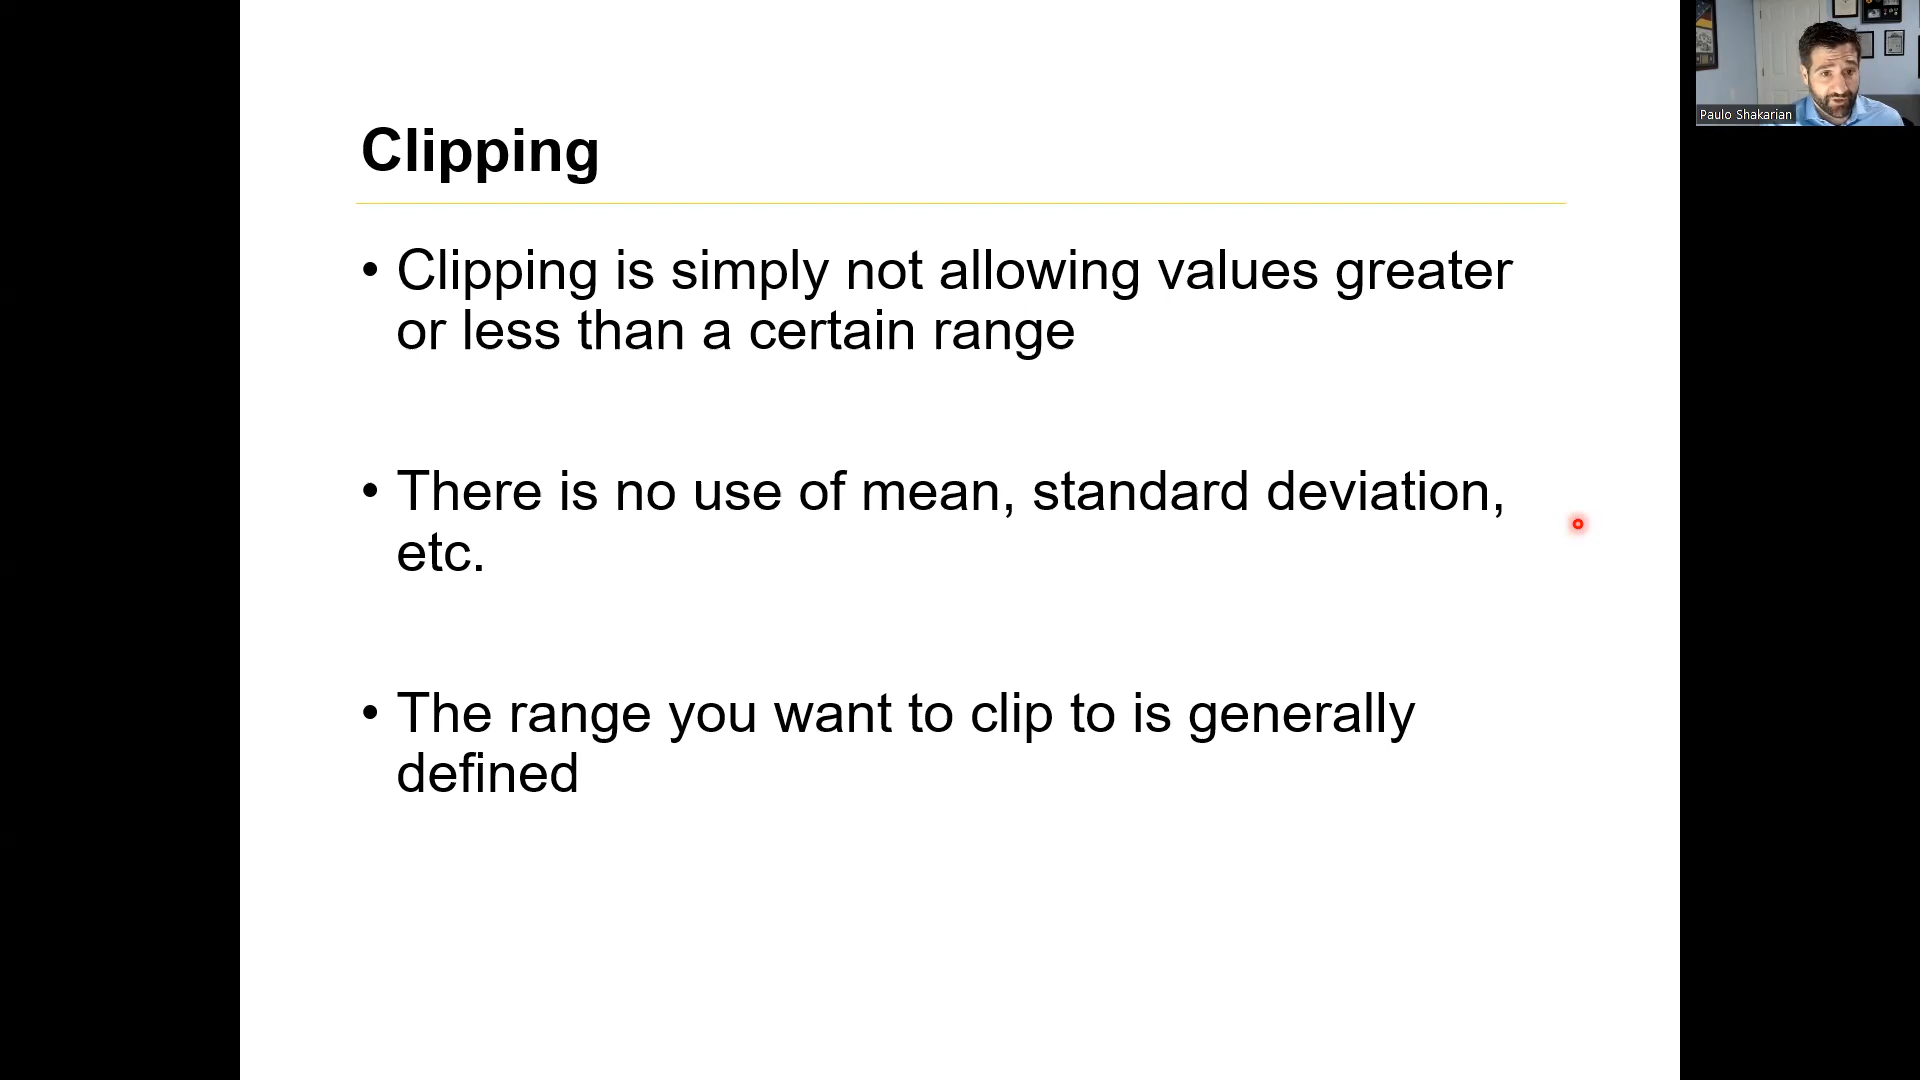 Clipping
• Clipping is simply not allowing values greater
or less than a certain range
• There is no use of mean, standard deviation,
etc.
• The range you want to clip to is generally
defined
Paulo Shakarian